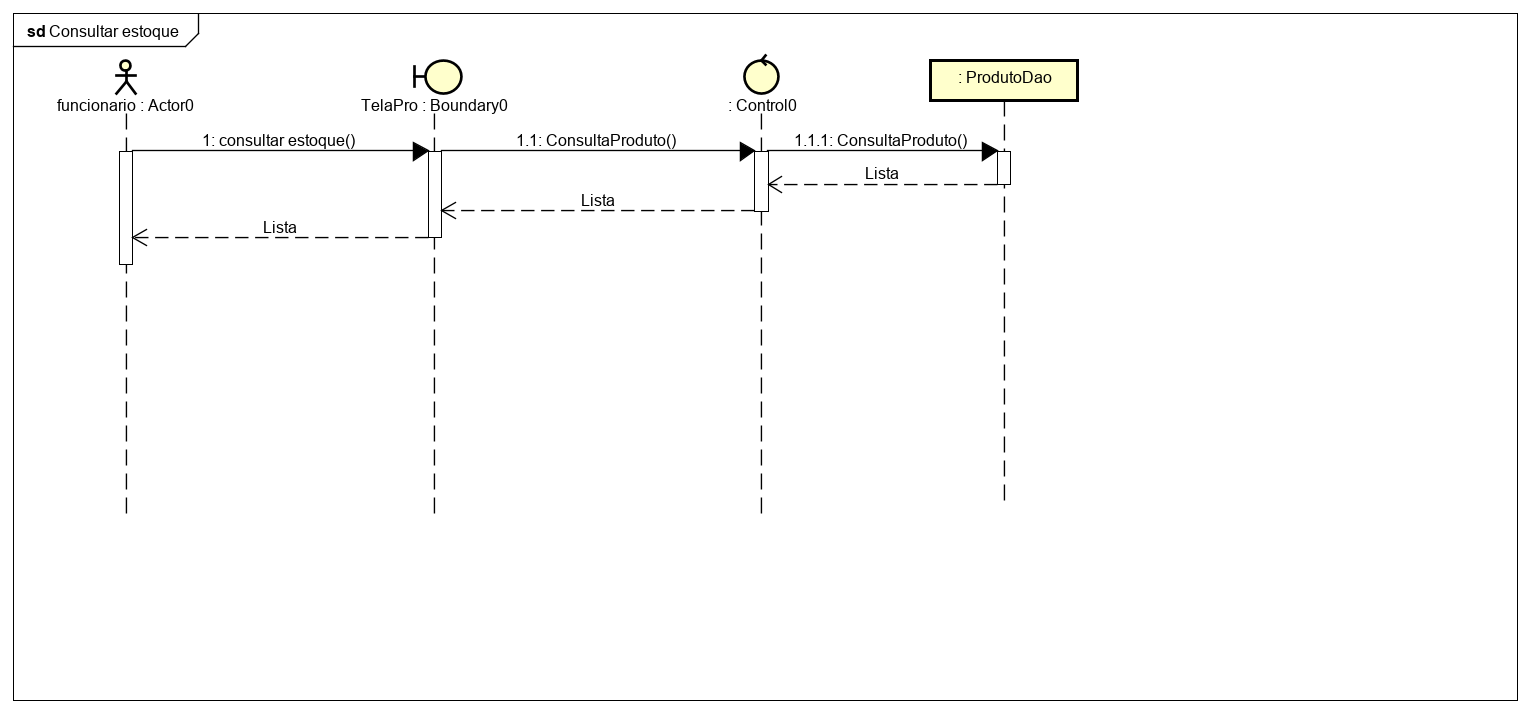 sd Consultar estoque
funcionario : Actor0
TelaPro : Boundary0
: Control0
: ProdutoDao
1: consultar estoque()
1.1: ConsultaProduto()
1.1.1: ConsultaProduto()
Lista
Lista
Lista